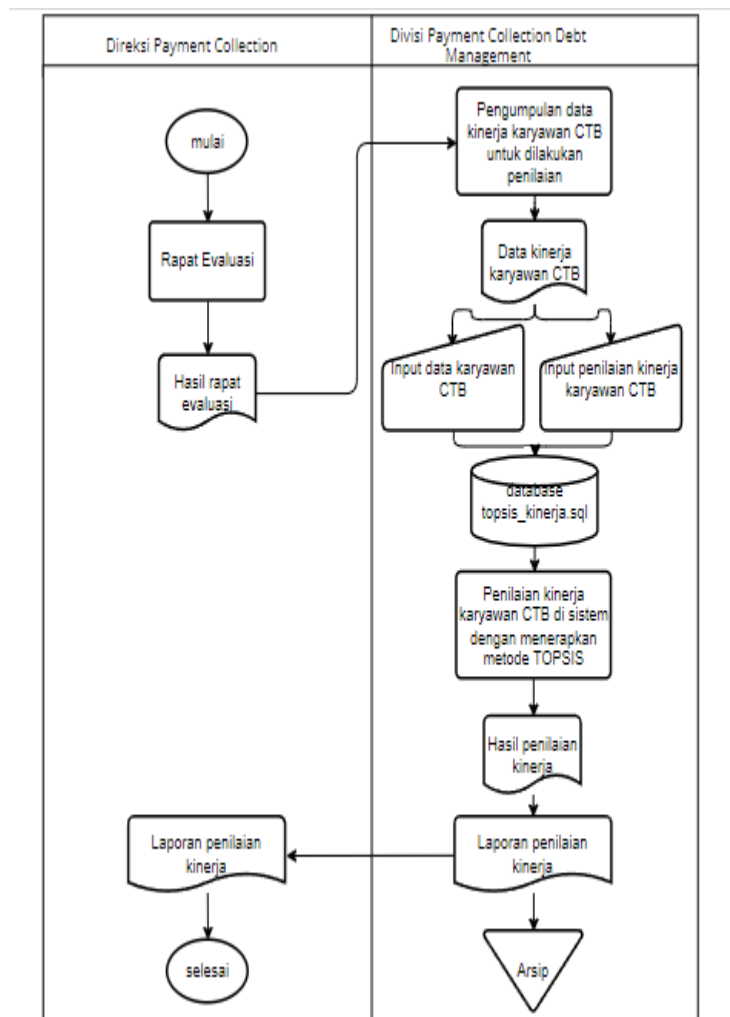 Direksi Payment Collection
Divisi Payment Collection Debt
Management
mulai
Rapat Evaluasi
Hasil rapat
evaluasi
Pengumpulan data
kinerja karyawan CTB
untuk dilakukan
penilaian
Data kinerja
karyawan CTB
Input data karyawan
CTB
Input penilaian kinerja
karyawan CTB
database
topsis_kinerja.sql
Penilaian kinerja
karyawan CTB di sistem
dengan menerapkan
metode TOPSIS
Hasil penilaian
kinerja
Laporan penilaian
kinerja
Laporan penilaian
kinerja
selesai
Arsip